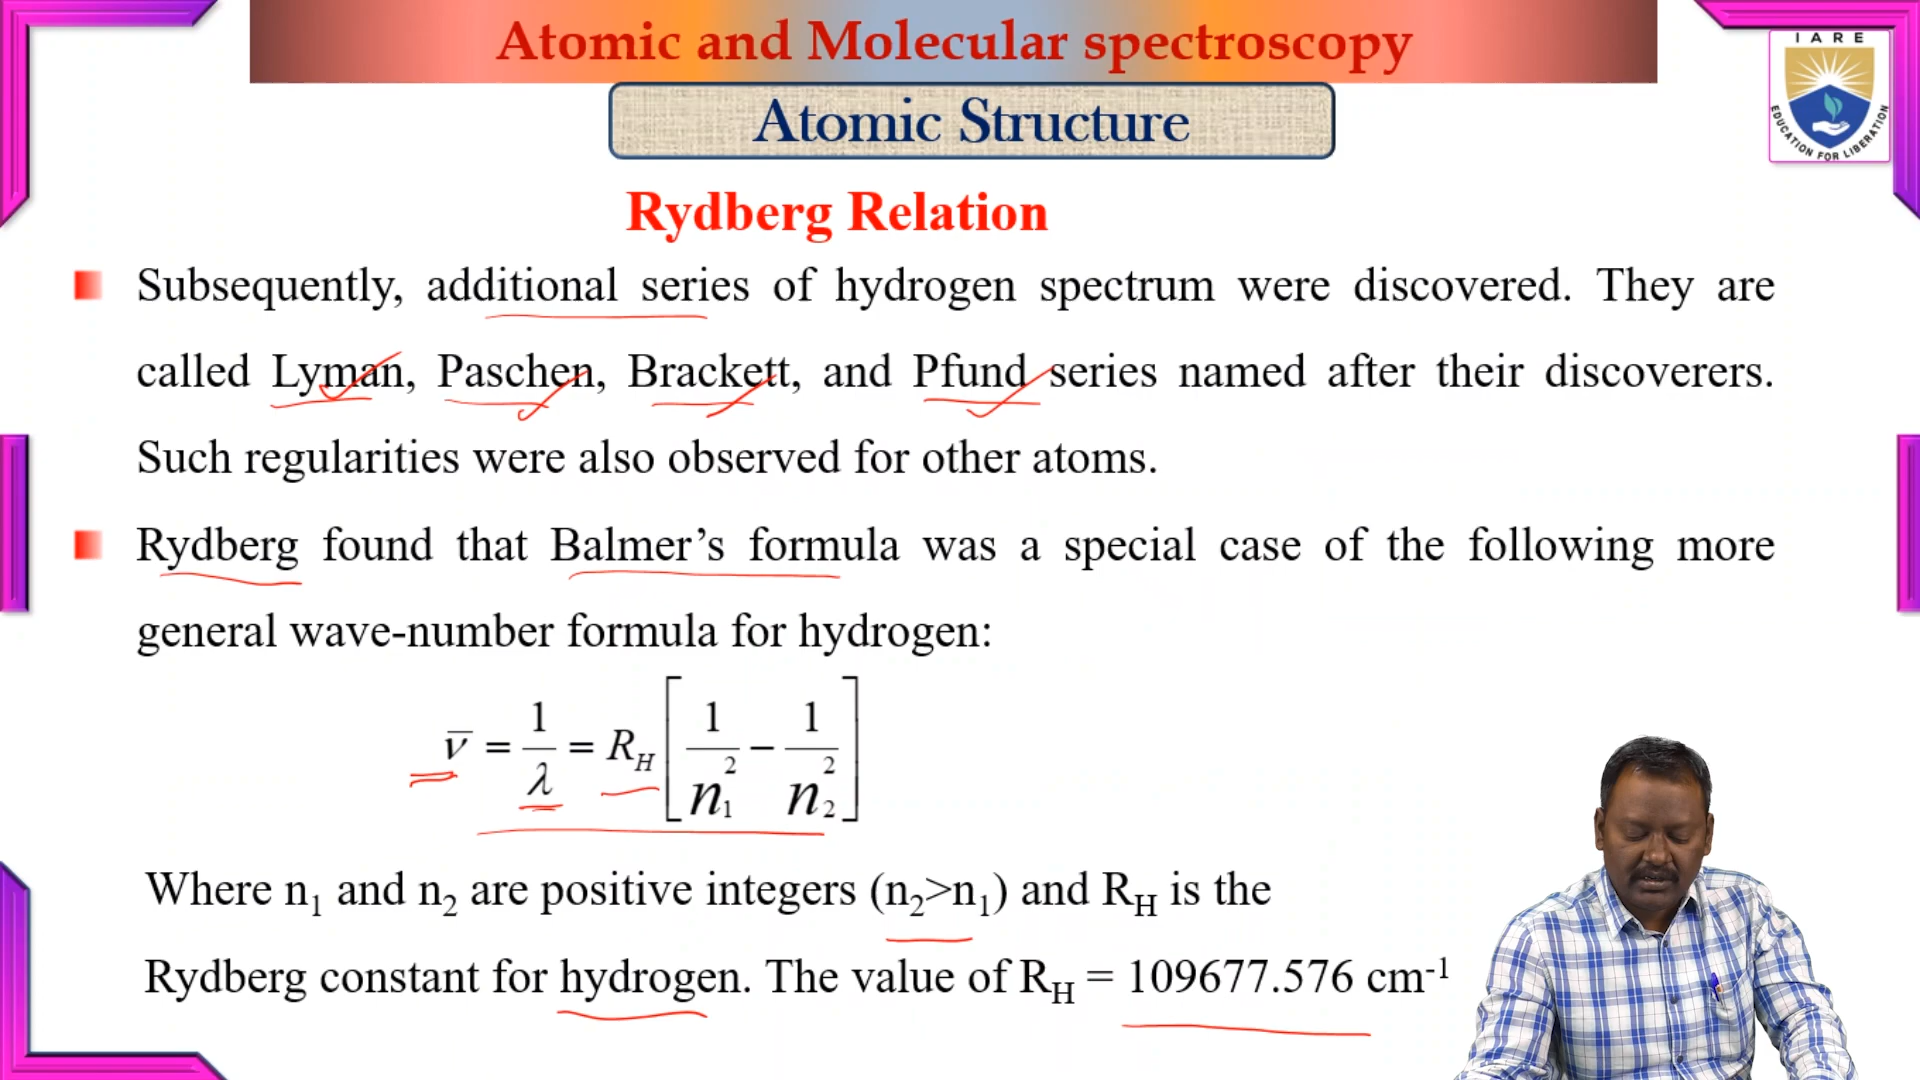 Atomic and Molecular spectroscopy
IARE
EDUCATION FOR LIBERATION
Atomic Structure
Rydberg Relation
Subsequently, additional series of hydrogen spectrum were discovered. They are
called Lyman, Paschen, Brackett, and Pfund series named after their discoverers.
Such regularities were also observed for other atoms.
Rydberg found that Balmer’s formula was a special case of the following more
general wave-number formula for hydrogen:
ν̅ = 1/λ = R_H [1/n₁² − 1/n₂²]
Where n₁ and n₂ are positive integers (n₂>n₁) and R_H is the
Rydberg constant for hydrogen. The value of R_H = 109677.576 cm⁻¹